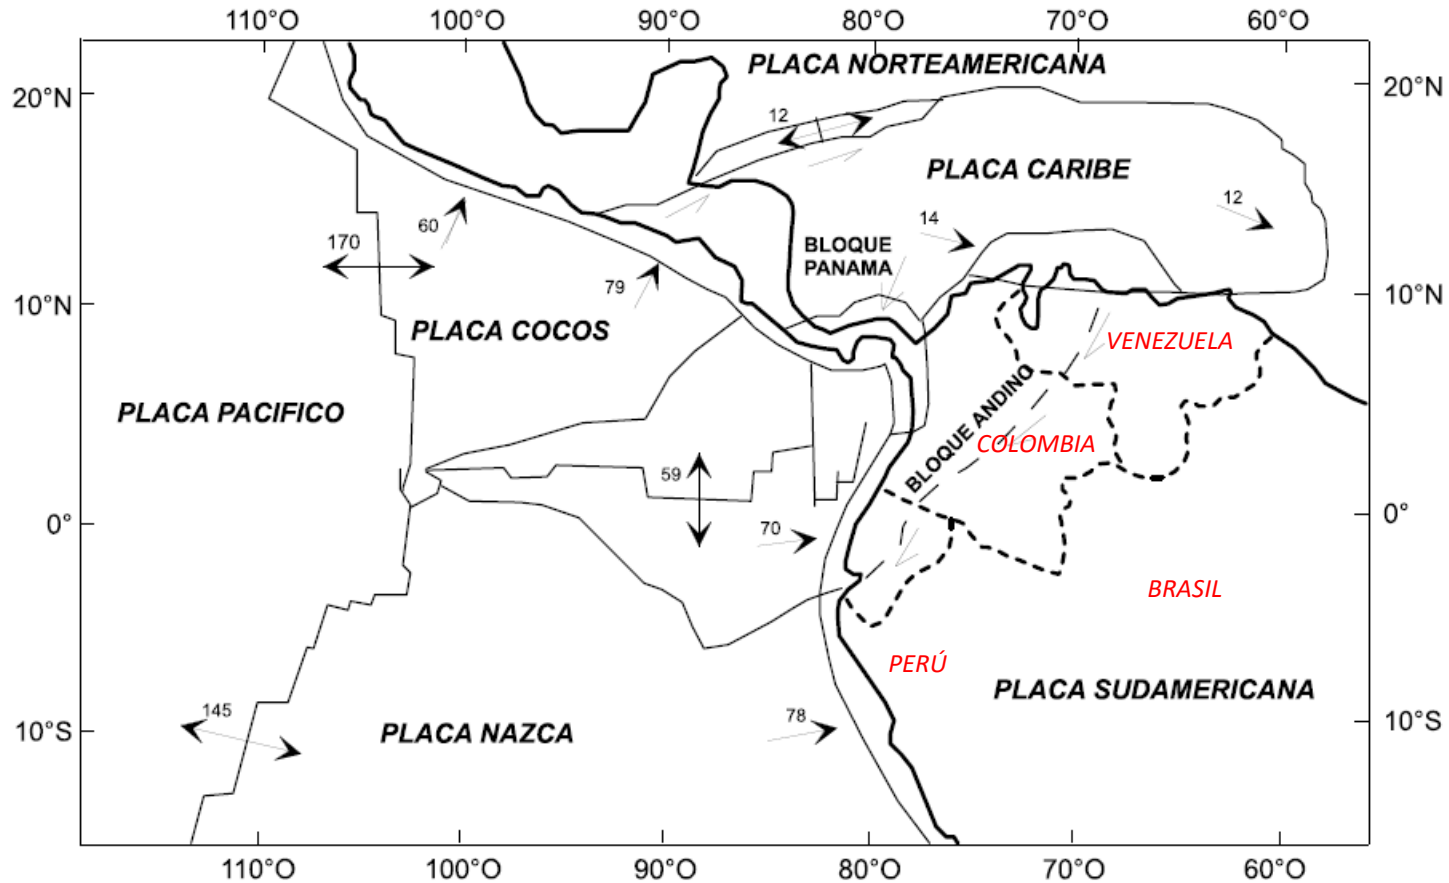 110°O 100°O 90°O 80°O 70°O 60°O
PLACA NORTEAMERICANA
20°N 20°N
12
PLACA CARIBE
12
60
14
170
BLOQUE
PANAMA
79
10°N 10°N
PLACA COCOS
VENEZUELA
PLACA PACIFICO
BLOQUE ANDINO
COLOMBIA
59
0° 0°
70
BRASIL
PERÚ
PLACA SUDAMERICANA
145
78
10°S 10°S
PLACA NAZCA
110°O 100°O 90°O 80°O 70°O 60°O